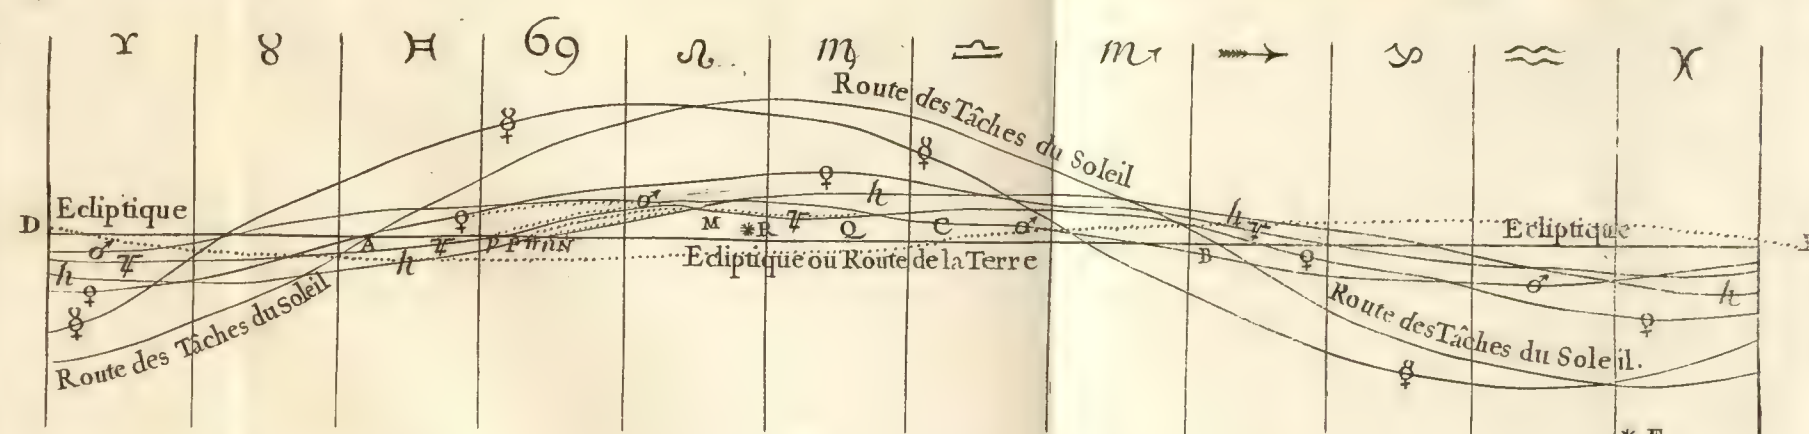 ♈ ♉ ♓ 69 ♌ ♍ ♎ ♏ ♐ ♑ ♒ ♓
Route des Tâches du Soleil
D Ecliptique
A P P N
M *R Q C
Ecliptique ou Route de la Terre
B
Ecliptique
Route des Tâches du Soleil
Route des Tâches du Soleil.